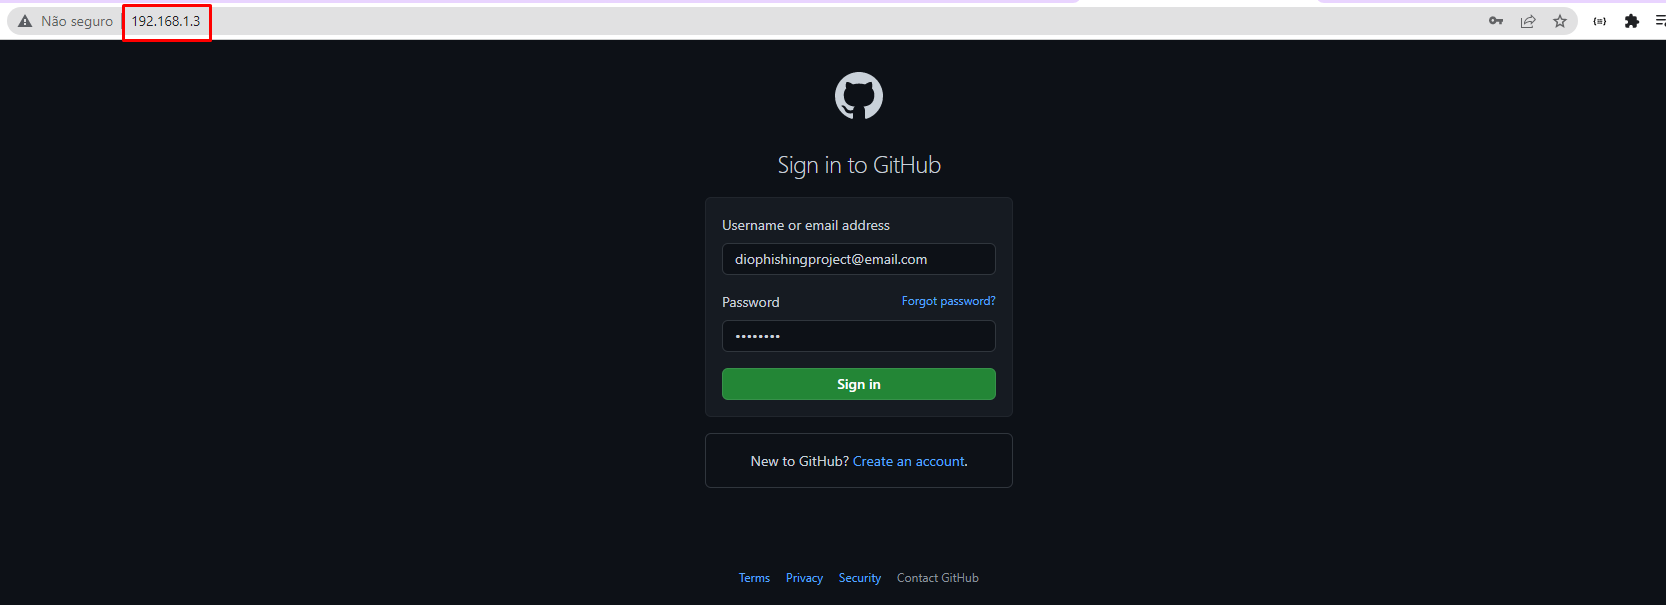 Não seguro 192.168.1.3
Sign in to GitHub
Username or email address
diophishingproject@email.com
Password Forgot password?
••••••••
Sign in
New to GitHub? Create an account.
Terms Privacy Security Contact GitHub